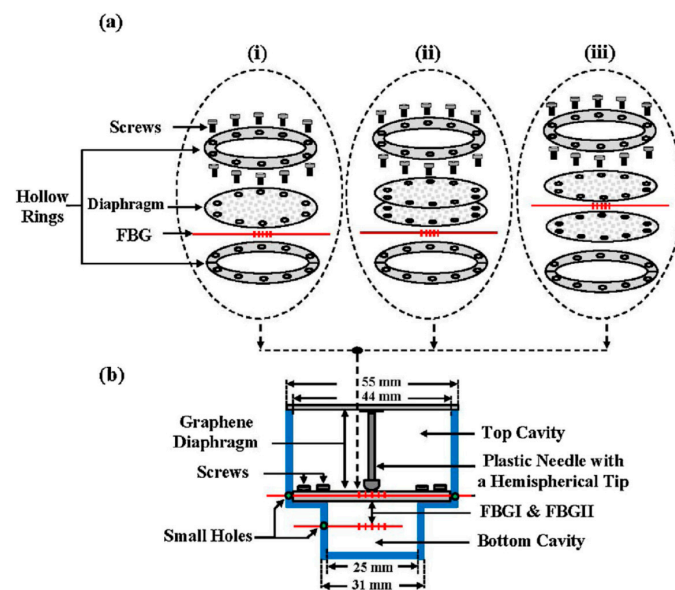 (a)
(i)
(ii)
(iii)
Screws
Hollow
Rings
Diaphragm
FBG
(b)
55 mm
44 mm
Graphene
Diaphragm
Top Cavity
Screws
Plastic Needle with
a Hemispherical Tip
FBGI & FBGII
Small Holes
Bottom Cavity
25 mm
31 mm